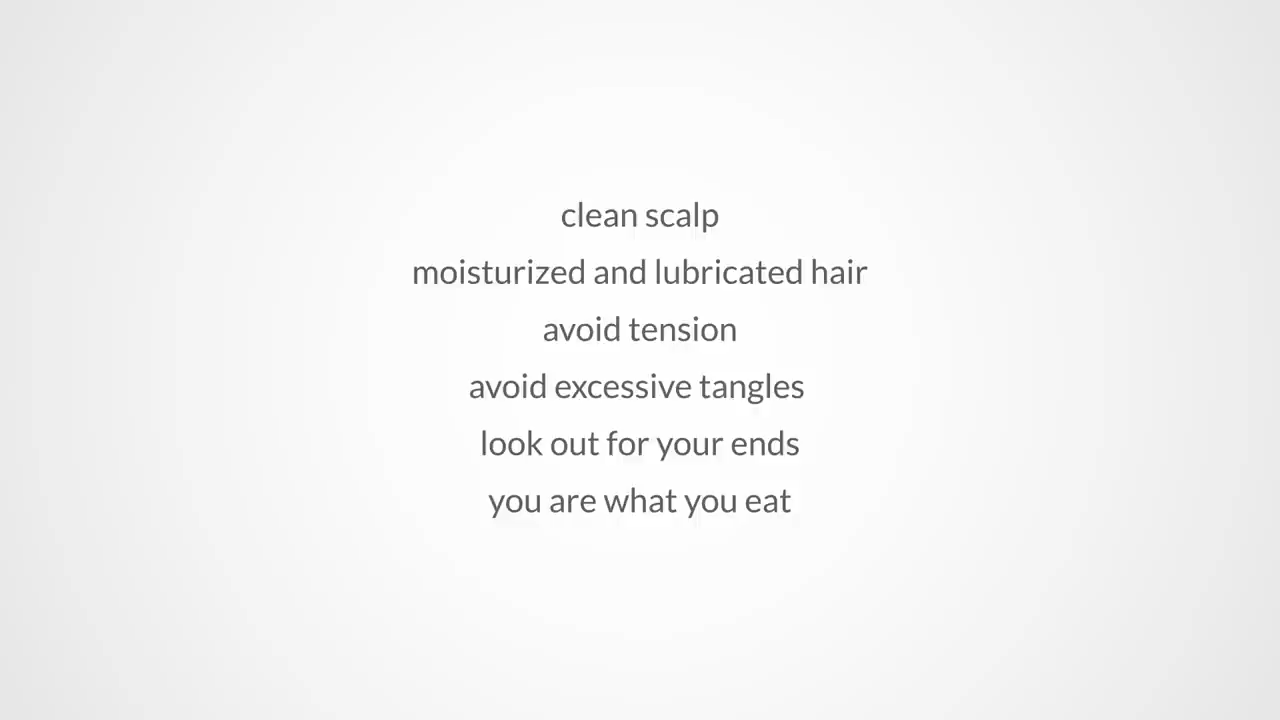 clean scalp
moisturized and lubricated hair
avoid tension
avoid excessive tangles
look out for your ends
you are what you eat